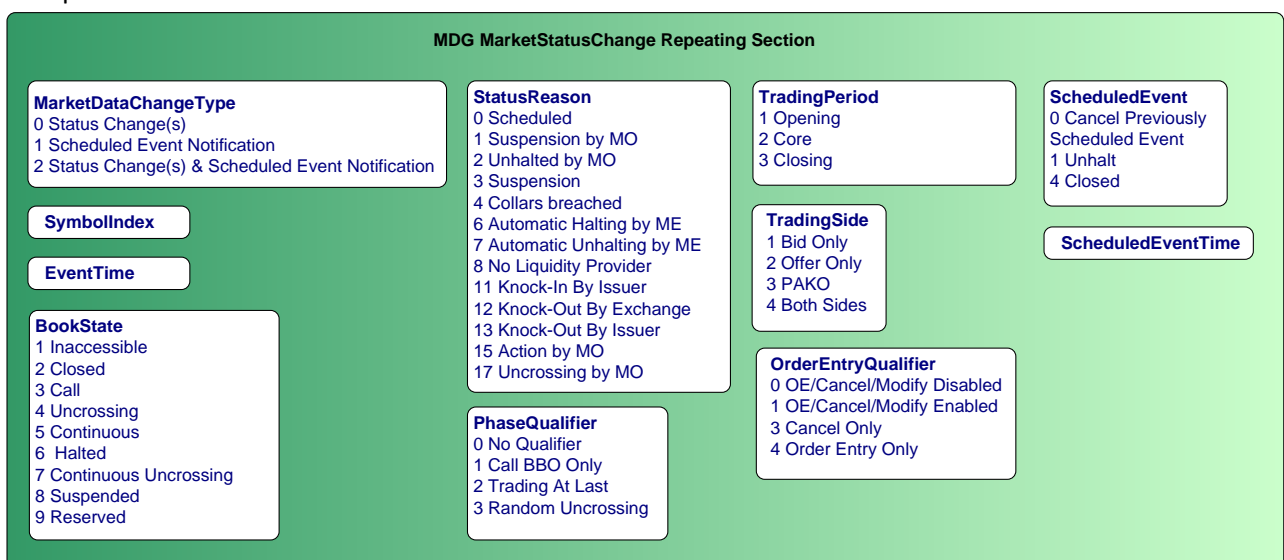 MDG MarketStatusChange Repeating Section
MarketDataChangeType
0 Status Change(s)
1 Scheduled Event Notification
2 Status Change(s) & Scheduled Event Notification
SymbolIndex
EventTime
BookState
1 Inaccessible
2 Closed
3 Call
4 Uncrossing
5 Continuous
6 Halted
7 Continuous Uncrossing
8 Suspended
9 Reserved
StatusReason
0 Scheduled
1 Suspension by MO
2 Unhalted by MO
3 Suspension
4 Collars breached
6 Automatic Halting by ME
7 Automatic Unhalting by ME
8 No Liquidity Provider
11 Knock-In By Issuer
12 Knock-Out By Exchange
13 Knock-Out By Issuer
15 Action by MO
17 Uncrossing by MO
PhaseQualifier
0 No Qualifier
1 Call BBO Only
2 Trading At Last
3 Random Uncrossing
TradingPeriod
1 Opening
2 Core
3 Closing
TradingSide
1 Bid Only
2 Offer Only
3 PAKO
4 Both Sides
OrderEntryQualifier
0 OE/Cancel/Modify Disabled
1 OE/Cancel/Modify Enabled
3 Cancel Only
4 Order Entry Only
ScheduledEvent
0 Cancel Previously
Scheduled Event
1 Unhalt
4 Closed
ScheduledEventTime